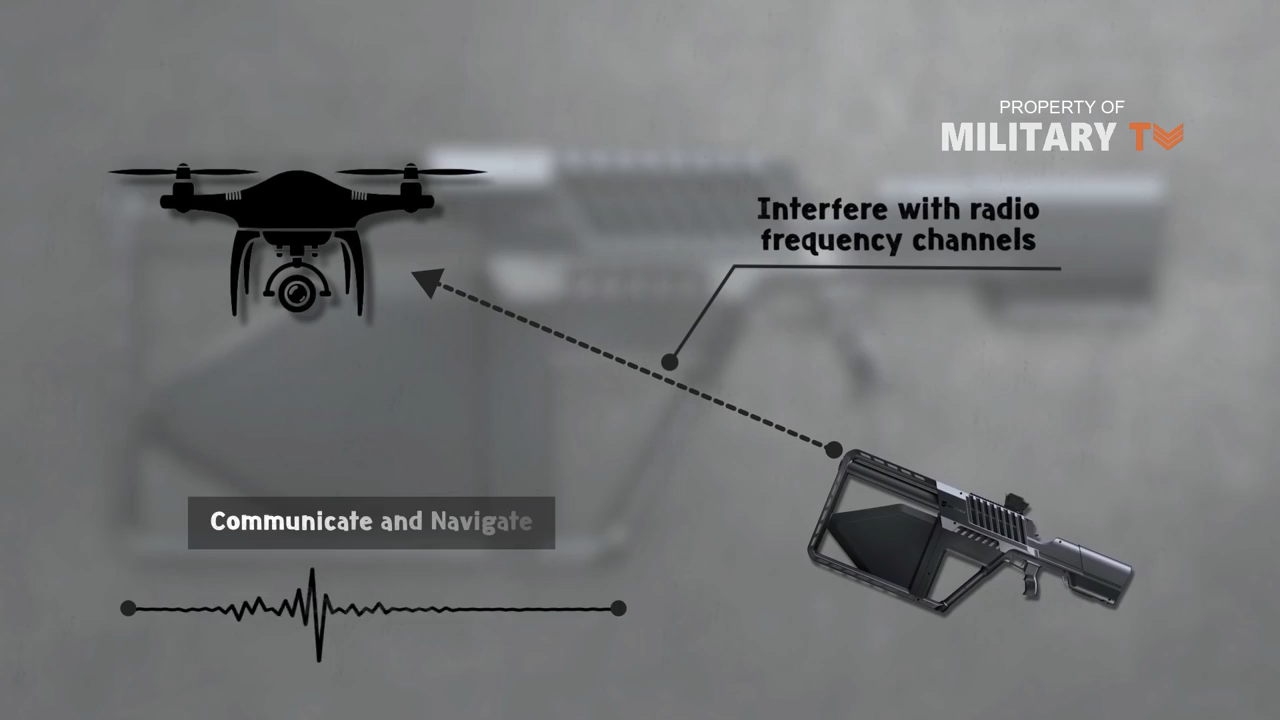 PROPERTY OF
MILITARY TV
Interfere with radio
frequency channels
Communicate and Navigate